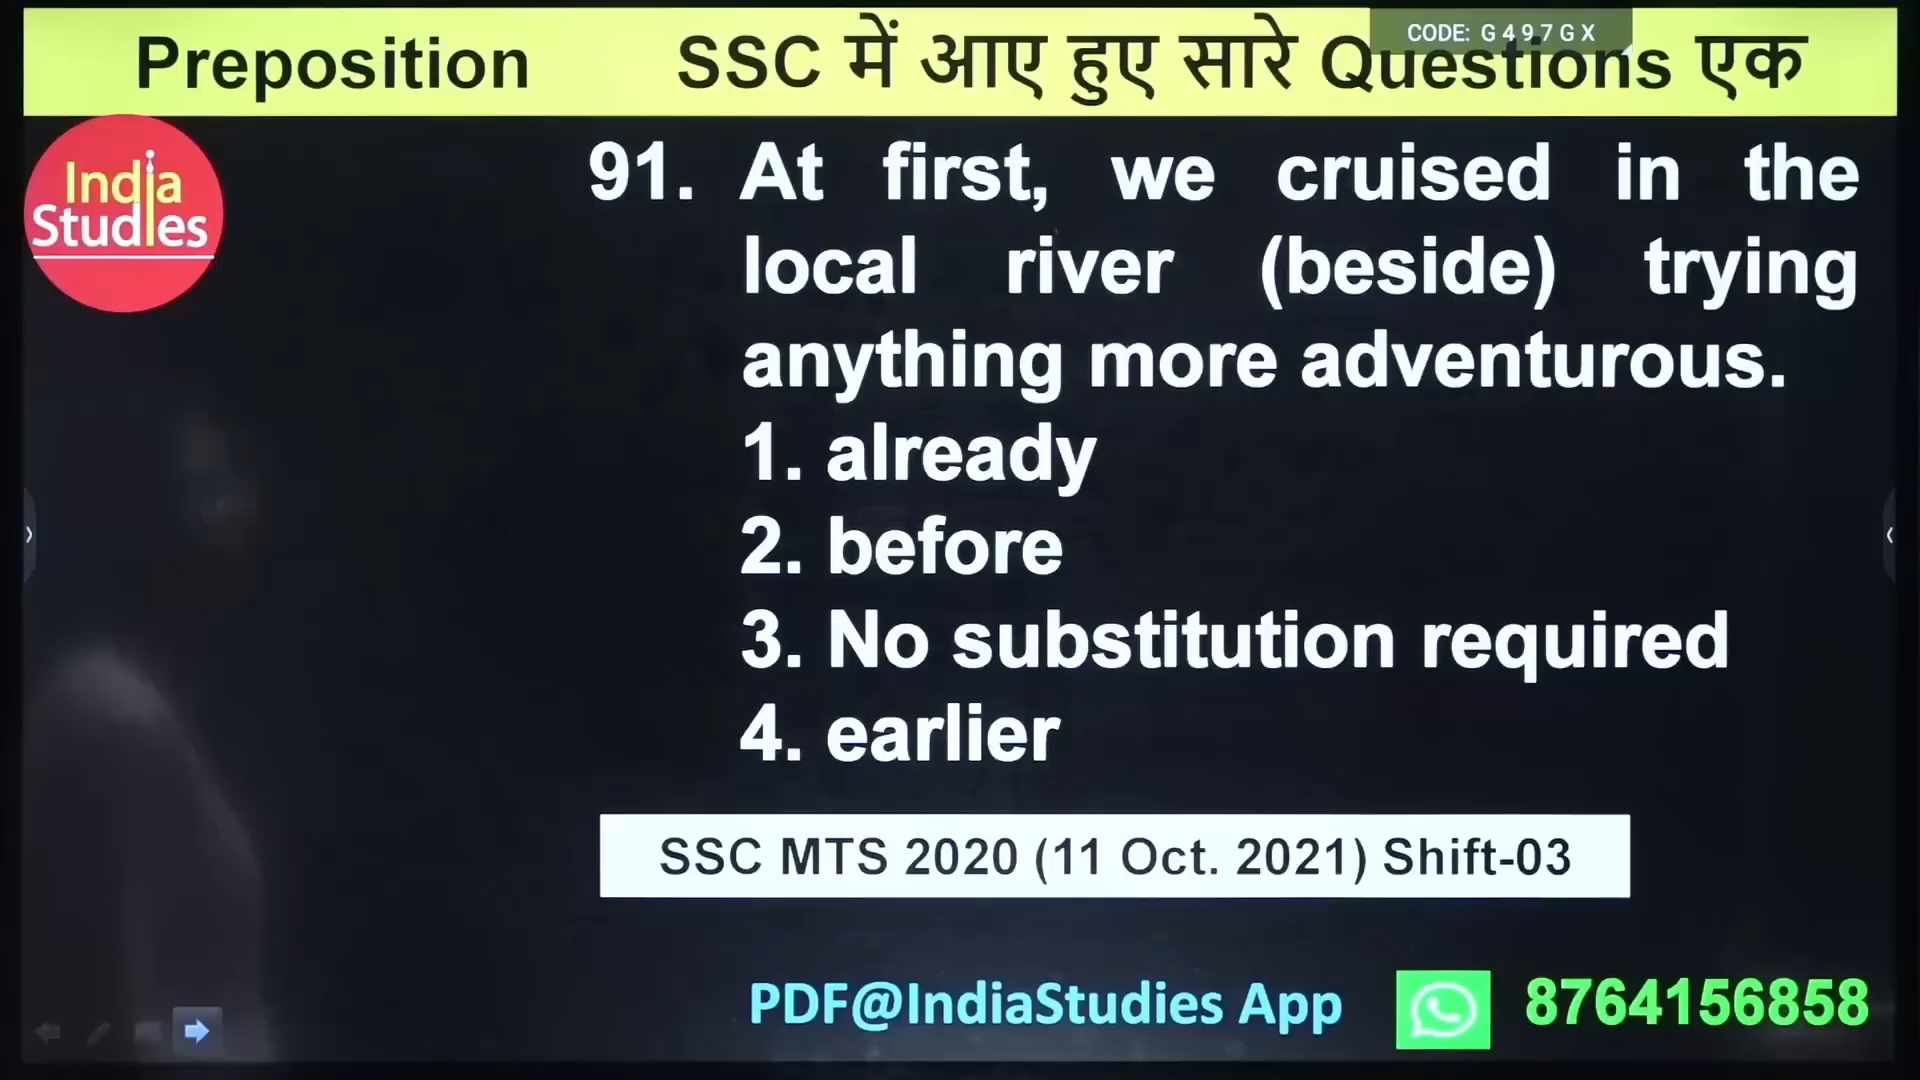 Preposition SSC में आए हुए सारे Questions एक
CODE: G497GX
India
Studies
91. At first, we cruised in the
local river (beside) trying
anything more adventurous.
1. already
2. before
3. No substitution required
4. earlier
SSC MTS 2020 (11 Oct. 2021) Shift-03
PDF@IndiaStudies App 8764156858